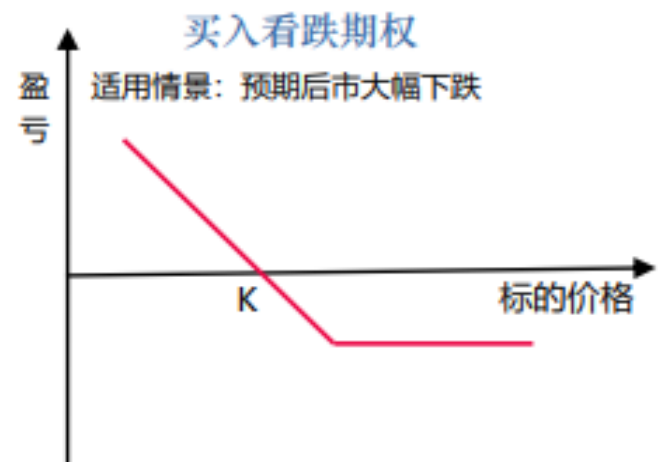 买入看跌期权
适用情景：预期后市大幅下跌
盈
亏
K
标的价格